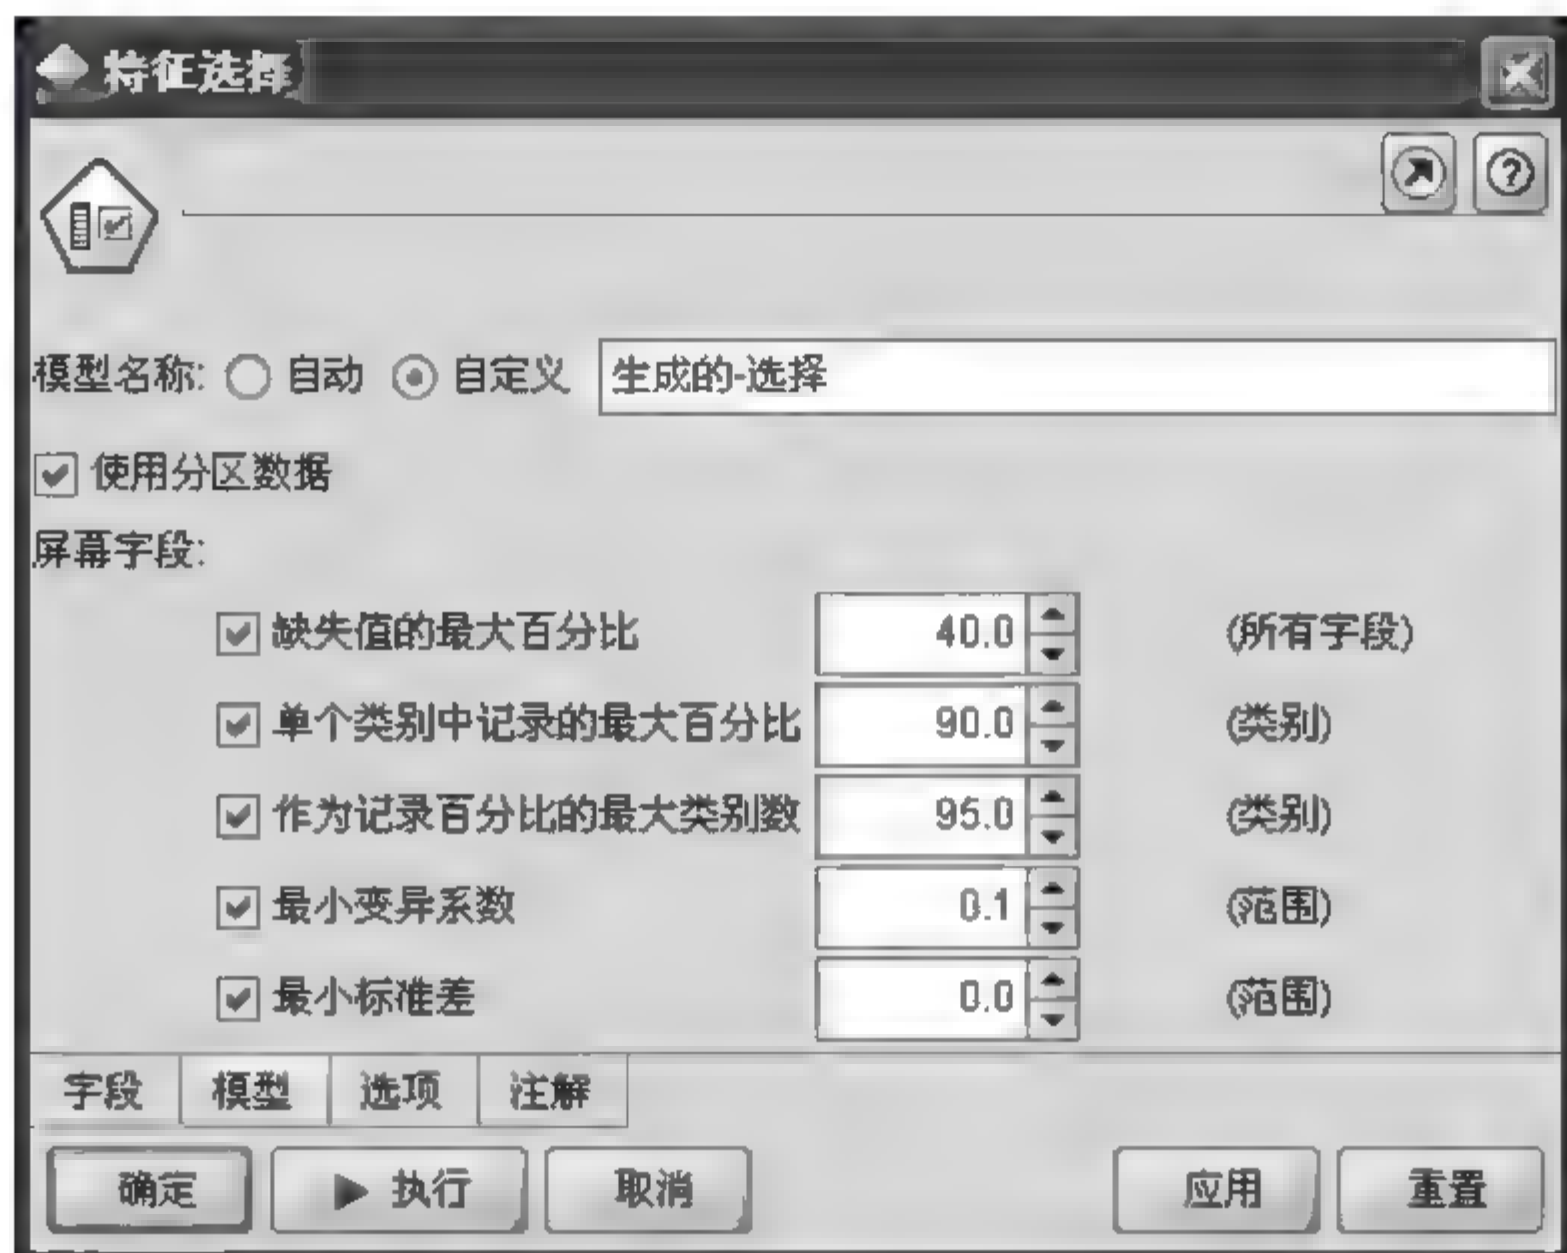 特征选择
模型名称: 自动 自定义 生成的-选择
使用分区数据
屏幕字段:
缺失值的最大百分比 40.0 (所有字段)
单个类别中记录的最大百分比 90.0 (类别)
作为记录百分比的最大类别数 95.0 (类别)
最小变异系数 0.1 (范围)
最小标准差 0.0 (范围)
字段 模型 选项 注解
确定 执行 取消 应用 重置